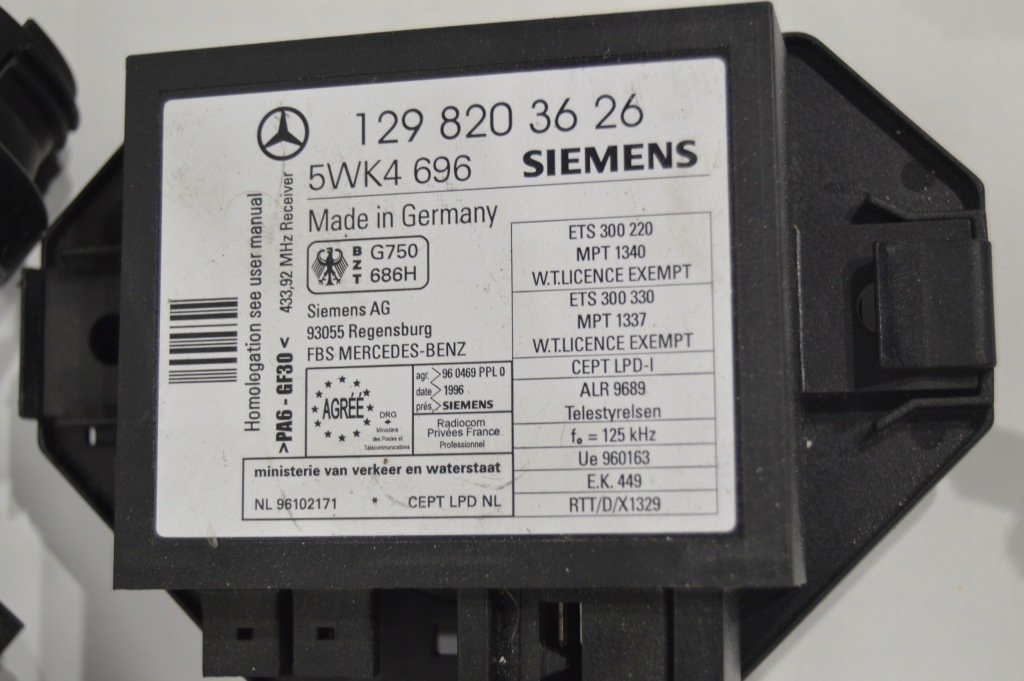 129 820 36 26
5WK4 696
SIEMENS
Made in Germany
BZT
G750
686H
Siemens AG
93055 Regensburg
FBS MERCEDES-BENZ
Homologation see user manual
>PA6 - GF30<
433,92 MHz Receiver
AGRÉÉ
DRG
Ministère
des Postes et
Télécommunications
agr. 96 0469 PPL 0
date 1996
prés. SIEMENS
Radiocom
Privées France
Professionnel
ministerie van verkeer en waterstaat
NL 96102171 * CEPT LPD NL
ETS 300 220
MPT 1340
W.T.LICENCE EXEMPT
ETS 300 330
MPT 1337
W.T.LICENCE EXEMPT
CEPT LPD-I
ALR 9689
Telestyrelsen
fₒ = 125 kHz
Ue 960163
E.K. 449
RTT/D/X1329